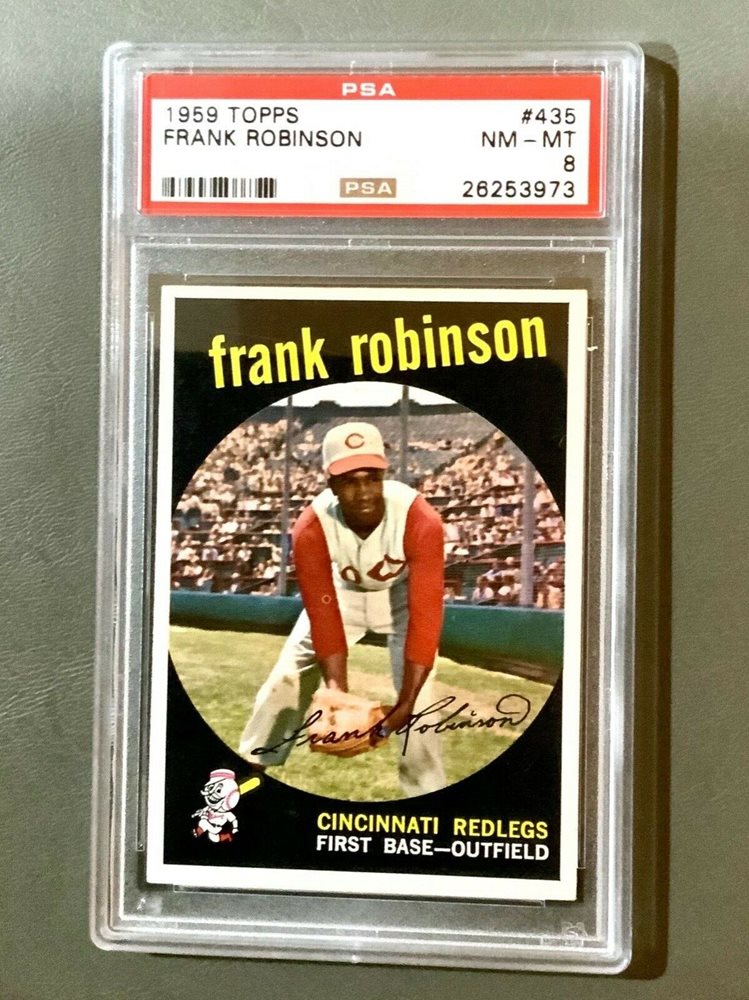 PSA
1959 TOPPS #435
FRANK ROBINSON NM-MT
8
PSA 26253973
frank robinson
C
Frank Robinson
CINCINNATI REDLEGS
FIRST BASE—OUTFIELD